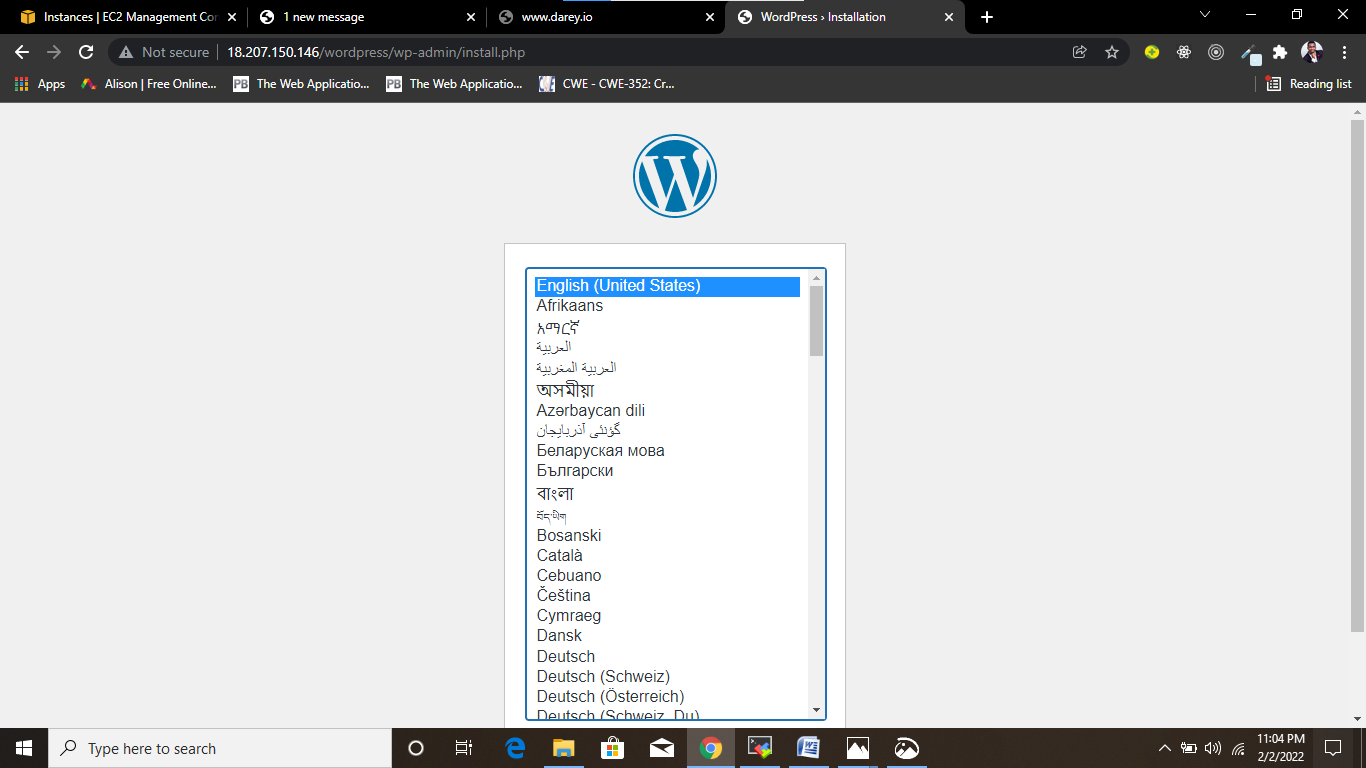 Instances | EC2 Management Cor
1 new message
www.darey.io
WordPress › Installation
Not secure
18.207.150.146/wordpress/wp-admin/install.php
Apps
Alison | Free Online...
PB
The Web Applicatio...
PB
The Web Applicatio...
CWE - CWE-352: Cr...
Reading list
W
English (United States)
Afrikaans
አማርኛ
العربية
العربية المغربية
অসমীয়া
Azərbaycan dili
گؤنئی آذربایجان
Беларуская мова
Български
বাংলা
བོད་ཡིག
Bosanski
Català
Cebuano
Čeština
Cymraeg
Dansk
Deutsch
Deutsch (Schweiz)
Deutsch (Österreich)
Deutsch (Schweiz, Du)
Type here to search
11:04 PM
2/2/2022